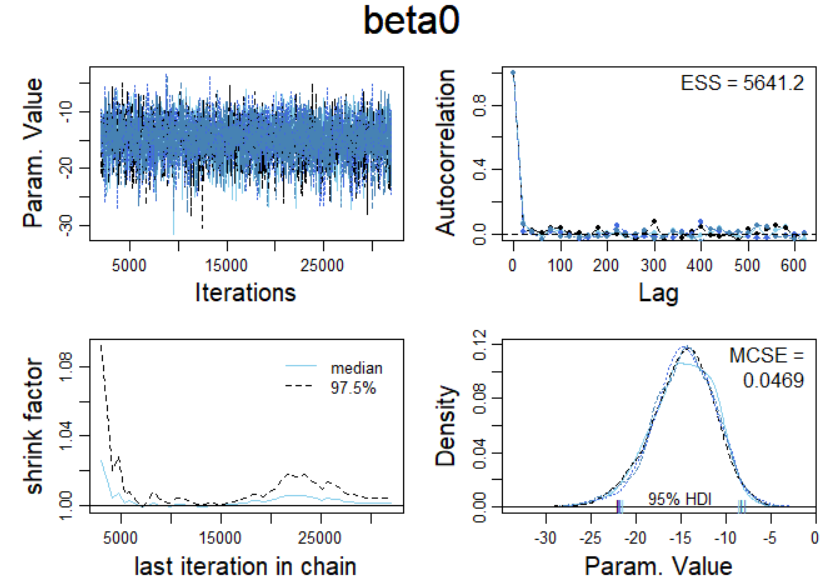 beta0
Param. Value
-10
-20
-30
5000
15000
25000
Iterations
Autocorrelation
0.8
0.4
0.0
ESS = 5641.2
0 100 200 300 400 500 600
Lag
shrink factor
1.08
1.04
1.00
median
97.5%
5000
15000
25000
last iteration in chain
Density
0.12
0.08
0.04
0.00
MCSE =
0.0469
95% HDI
-30 -25 -20 -15 -10 -5 0
Param. Value